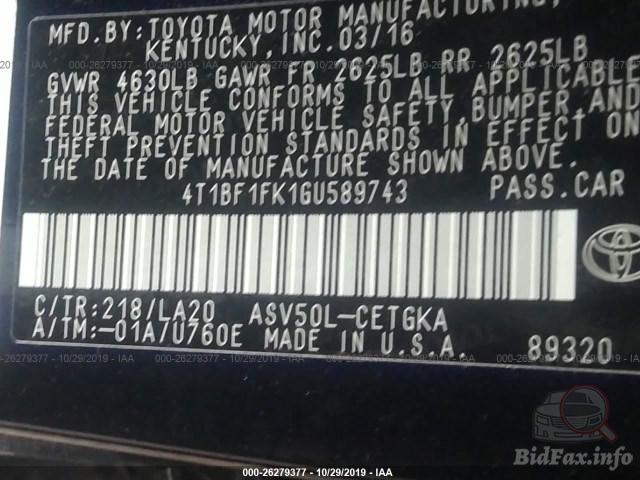 MFD. BY: TOYOTA MOTOR MANUFACTURING,
KENTUCKY, INC. 03/16
GVWR 4630LB GAWR FR 2625LB RR 2625LB
THIS VEHICLE CONFORMS TO ALL APPLICABLE
FEDERAL MOTOR VEHICLE SAFETY, BUMPER AND
THEFT PREVENTION STANDARDS IN EFFECT ON
THE DATE OF MANUFACTURE SHOWN ABOVE.
4T1BF1FK1GU589743 PASS. CAR
C/TR: 218/LA20 ASV50L-CETGKA
A/TM: -01A/U760E MADE IN U.S.A. 89320
000-26279377 - 10/29/2019 - IAA
BidFax.info